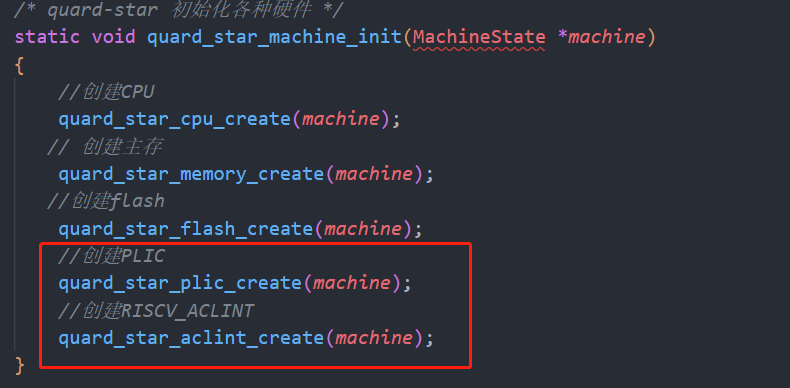 /* quard-star 初始化各种硬件 */
static void quard_star_machine_init(MachineState *machine)
{
//创建CPU
quard_star_cpu_create(machine);
// 创建主存
quard_star_memory_create(machine);
//创建flash
quard_star_flash_create(machine);
//创建PLIC
quard_star_plic_create(machine);
//创建RISCV_ACLINT
quard_star_aclint_create(machine);
}